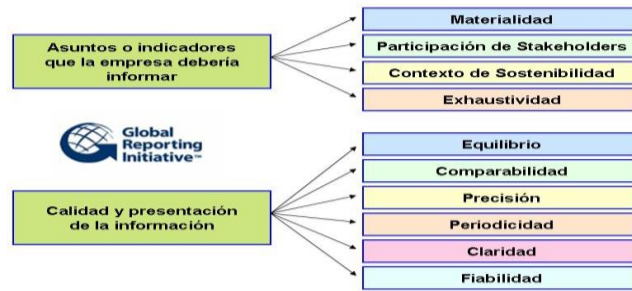 Asuntos o indicadores
que la empresa debería
informar
Materialidad
Participación de Stakeholders
Contexto de Sostenibilidad
Exhaustividad
Global
Reporting
Initiative™
Calidad y presentación
de la información
Equilibrio
Comparabilidad
Precisión
Periodicidad
Claridad
Fiabilidad